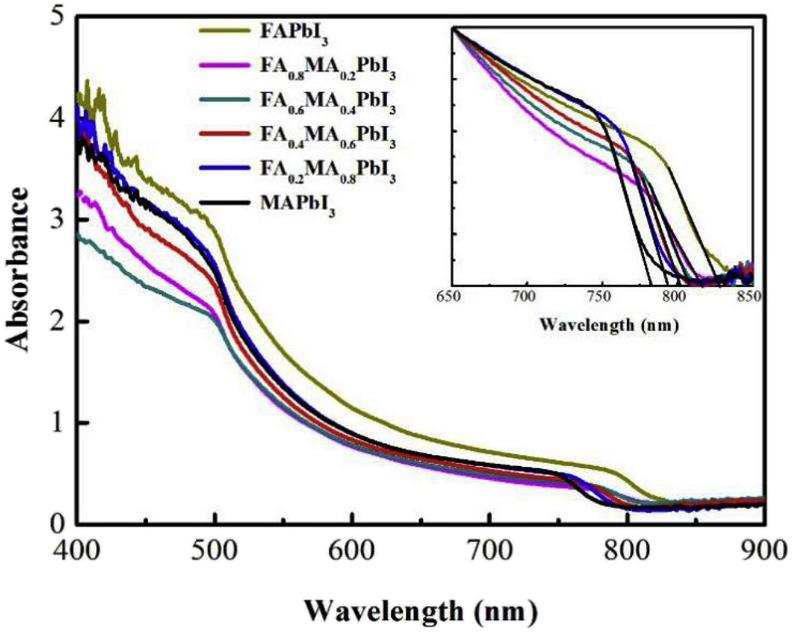 5
4
3
2
1
0
Absorbance
FAPbI₃
FA₀.₈MA₀.₂PbI₃
FA₀.₆MA₀.₄PbI₃
FA₀.₄MA₀.₆PbI₃
FA₀.₂MA₀.₈PbI₃
MAPbI₃
650 700 750 800 850
Wavelength (nm)
400 500 600 700 800 900
Wavelength (nm)